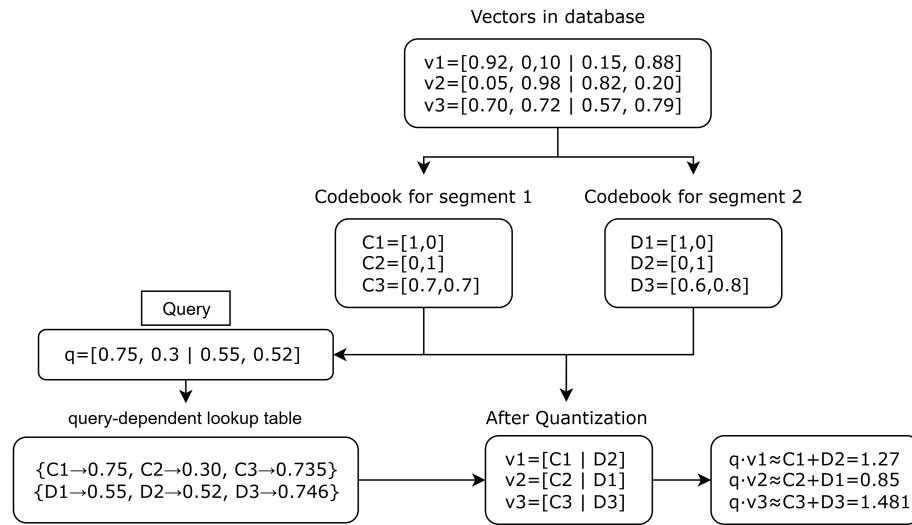 Vectors in database
v1=[0.92, 0,10 | 0.15, 0.88]
v2=[0.05, 0.98 | 0.82, 0.20]
v3=[0.70, 0.72 | 0.57, 0.79]
Codebook for segment 1
Codebook for segment 2
C1=[1,0]
C2=[0,1]
C3=[0.7,0.7]
D1=[1,0]
D2=[0,1]
D3=[0.6,0.8]
Query
q=[0.75, 0.3 | 0.55, 0.52]
query-dependent lookup table
After Quantization
{C1→0.75, C2→0.30, C3→0.735}
{D1→0.55, D2→0.52, D3→0.746}
v1=[C1 | D2]
v2=[C2 | D1]
v3=[C3 | D3]
q·v1≈C1+D2=1.27
q·v2≈C2+D1=0.85
q·v3≈C3+D3=1.481